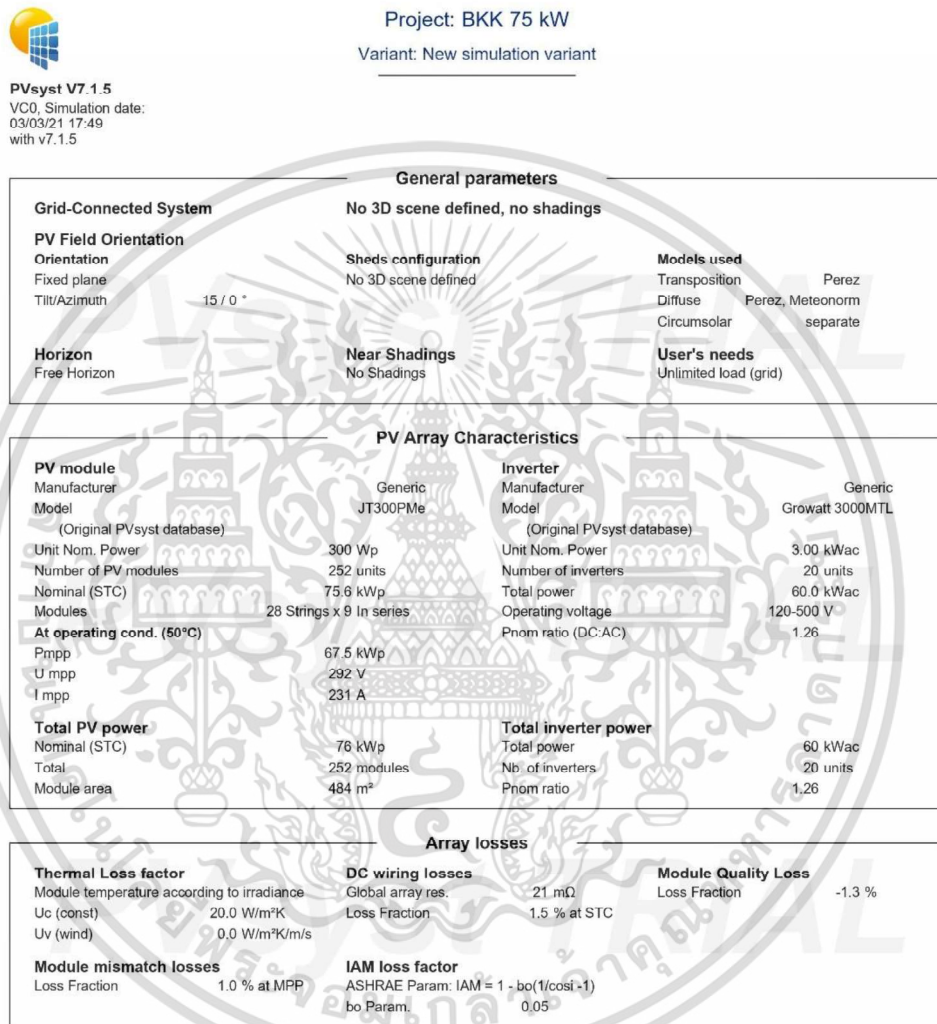 Project: BKK 75 kW
Variant: New simulation variant
PVsyst V7.1.5
VC0, Simulation date:
03/03/21 17:49
with v7.1.5
General parameters
Grid-Connected System No 3D scene defined, no shadings
PV Field Orientation
Orientation Sheds configuration Models used
Fixed plane No 3D scene defined Transposition Perez
Tilt/Azimuth 15 / 0 ° Diffuse Perez, Meteonorm
Circumsolar separate
Horizon Near Shadings User's needs
Free Horizon No Shadings Unlimited load (grid)
PV Array Characteristics
PV module Inverter
Manufacturer Generic Manufacturer Generic
Model JT300PMe Model Growatt 3000MTL
(Original PVsyst database) (Original PVsyst database)
Unit Nom. Power 300 Wp Unit Nom. Power 3.00 kWac
Number of PV modules 252 units Number of inverters 20 units
Nominal (STC) 75.6 kWp Total power 60.0 kWac
Modules 28 Strings x 9 In series Operating voltage 120-500 V
At operating cond. (50°C) Pnom ratio (DC:AC) 1.26
Pmpp 67.5 kWp
U mpp 292 V
I mpp 231 A
Total PV power Total inverter power
Nominal (STC) 76 kWp Total power 60 kWac
Total 252 modules Nb. of inverters 20 units
Module area 484 m² Pnom ratio 1.26
Array losses
Thermal Loss factor DC wiring losses Module Quality Loss
Module temperature according to irradiance Global array res. 21 mΩ Loss Fraction -1.3 %
Uc (const) 20.0 W/m²K Loss Fraction 1.5 % at STC
Uv (wind) 0.0 W/m²K/m/s
Module mismatch losses IAM loss factor
Loss Fraction 1.0 % at MPP ASHRAE Param: IAM = 1 - bo(1/cosi -1)
bo Param. 0.05
PVsyst TRIAL
PVsyst TRIAL
PVsyst TRIAL